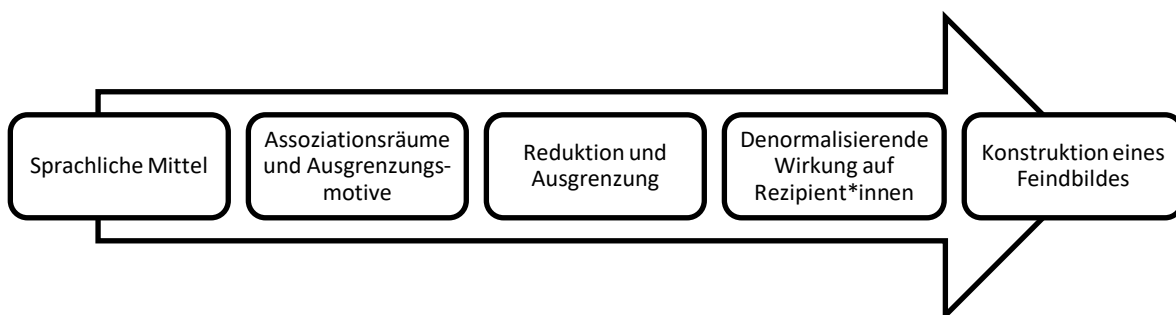 Sprachliche Mittel
Assoziationsräume
und Ausgrenzungs-
motive
Reduktion und
Ausgrenzung
Denormalisierende
Wirkung auf
Rezipient*innen
Konstruktion eines
Feindbildes